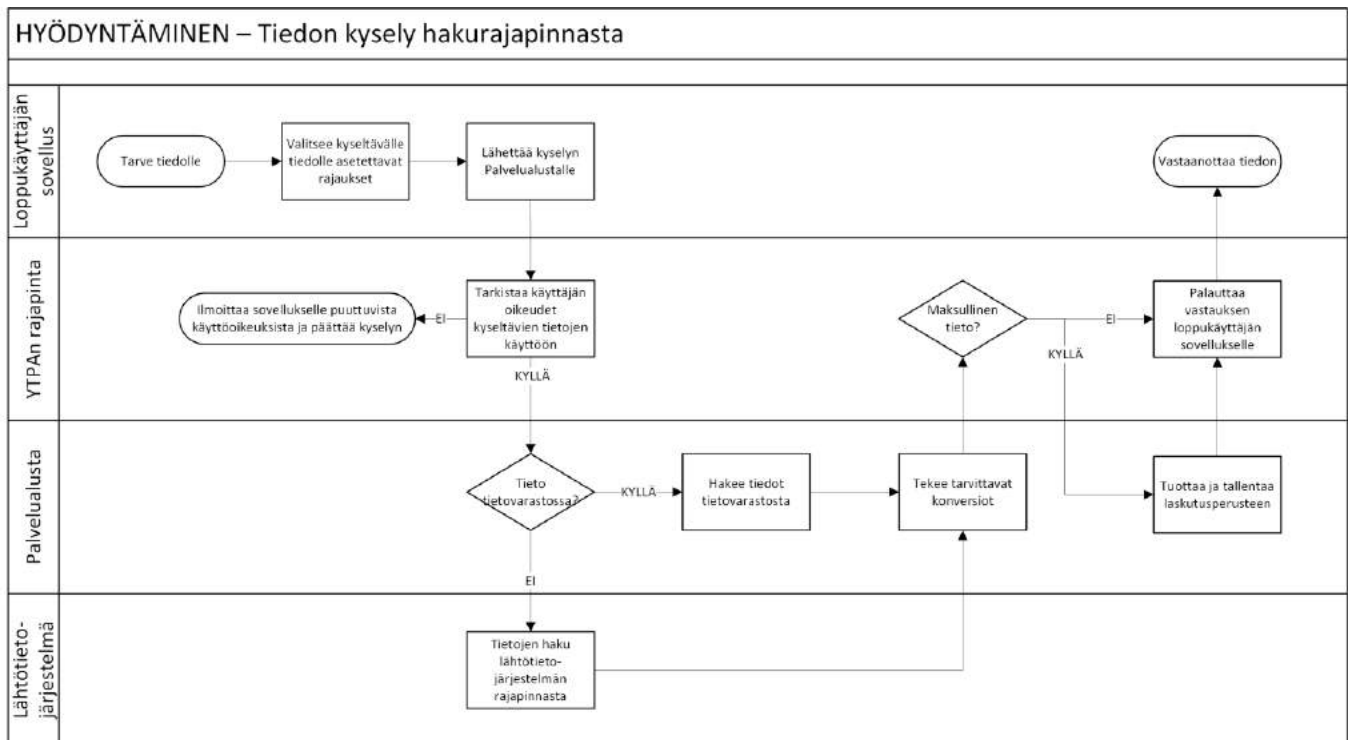 HYÖDYNTÄMINEN – Tiedon kysely hakurajapinnasta
Loppukäyttäjän
sovellus
Tarve tiedolle
Valitsee kyseltävälle
tiedolle asetettavat
rajaukset
Lähettää kyselyn
Palvelualustalle
Vastaanottaa tiedon
YTPAn rajapinta
Ilmoittaa sovellukselle puuttuvista
käyttöoikeuksista ja päättää kyselyn
EI
Tarkistaa käyttäjän
oikeudet
kyseltävien tietojen
käyttöön
KYLLÄ
Maksullinen
tieto?
EI
KYLLÄ
Palauttaa
vastauksen
loppukäyttäjän
sovellukselle
Palvelualusta
Tieto
tietovarastossa?
KYLLÄ
Hakee tiedot
tietovarastosta
Tekee tarvittavat
konversiot
Tuottaa ja tallentaa
laskutusperusteen
EI
Lähtötieto-
järjestelmä
Tietojen haku
lähtötieto-
järjestelmän
rajapinnasta